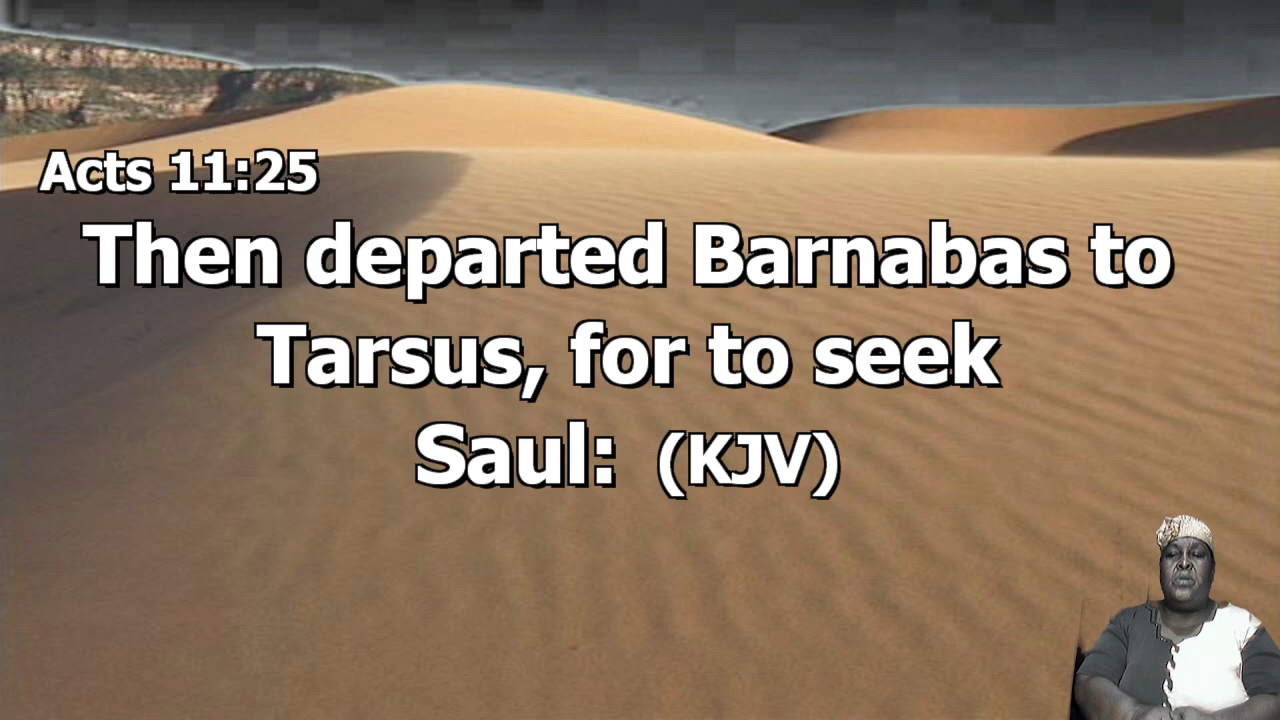 Acts 11:25
Then departed Barnabas to
Tarsus, for to seek
Saul: (KJV)